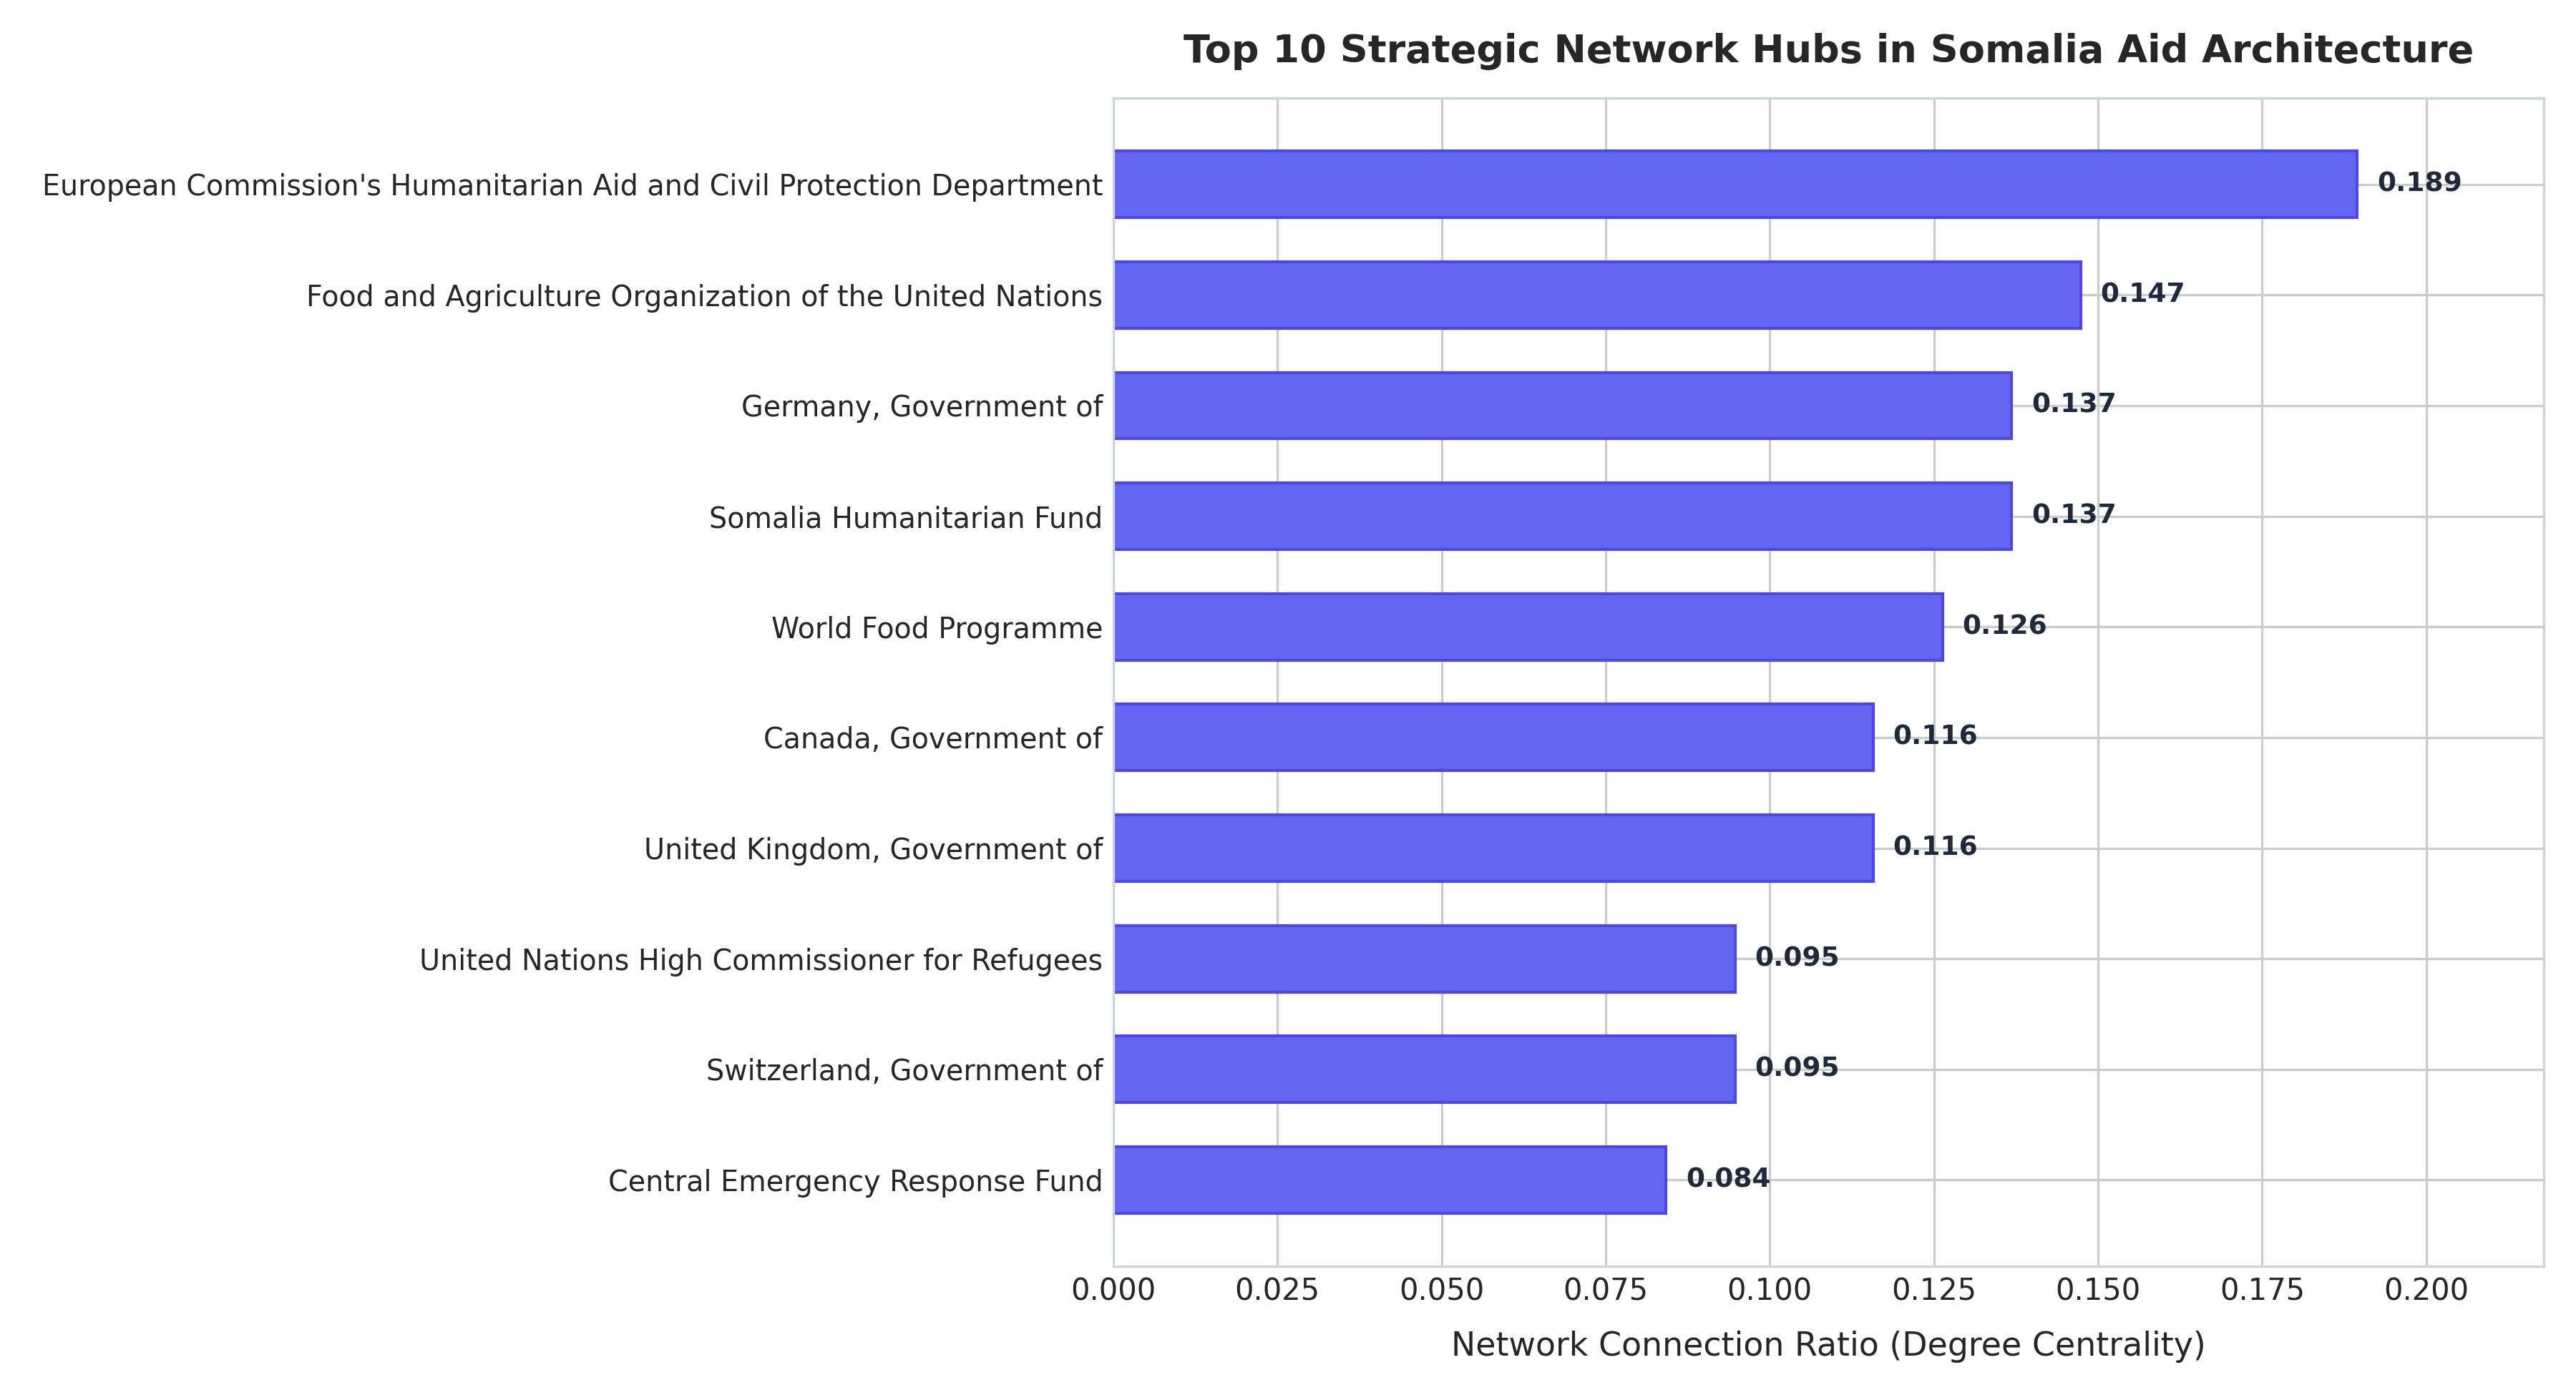 Top 10 Strategic Network Hubs in Somalia Aid Architecture
European Commission's Humanitarian Aid and Civil Protection Department 0.189
Food and Agriculture Organization of the United Nations 0.147
Germany, Government of 0.137
Somalia Humanitarian Fund 0.137
World Food Programme 0.126
Canada, Government of 0.116
United Kingdom, Government of 0.116
United Nations High Commissioner for Refugees 0.095
Switzerland, Government of 0.095
Central Emergency Response Fund 0.084
0.000 0.025 0.050 0.075 0.100 0.125 0.150 0.175 0.200
Network Connection Ratio (Degree Centrality)